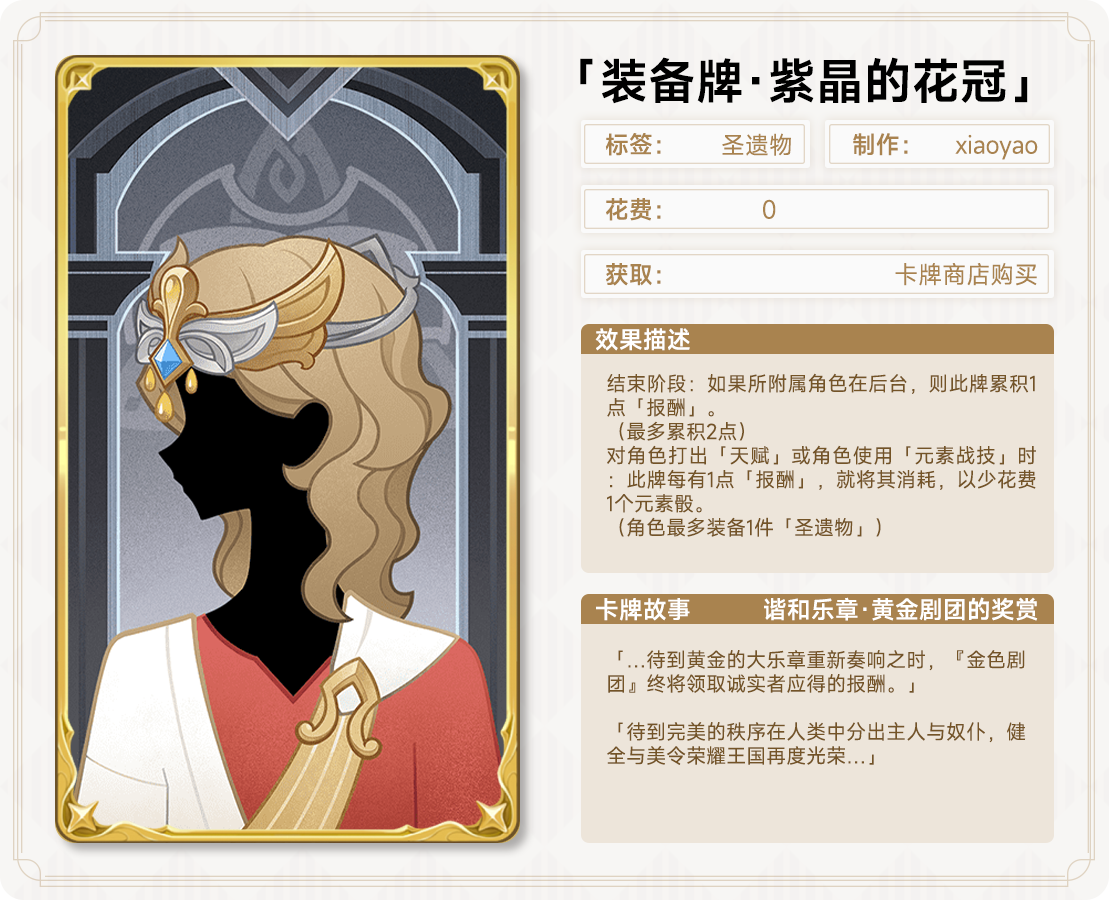 「装备牌·紫晶的花冠」
标签： 圣遗物 制作： xiaoyao
花费： 0
获取： 卡牌商店购买
效果描述
结束阶段：如果所附属角色在后台，则此牌累积1
点「报酬」。
（最多累积2点）
对角色打出「天赋」或角色使用「元素战技」时
：此牌每有1点「报酬」，就将其消耗，以少花费
1个元素骰。
（角色最多装备1件「圣遗物」）
卡牌故事 谐和乐章·黄金剧团的奖赏
「…待到黄金的大乐章重新奏响之时，『金色剧
团』终将领取诚实者应得的报酬。」
「待到完美的秩序在人类中分出主人与奴仆，健
全与美令荣耀王国再度光荣…」